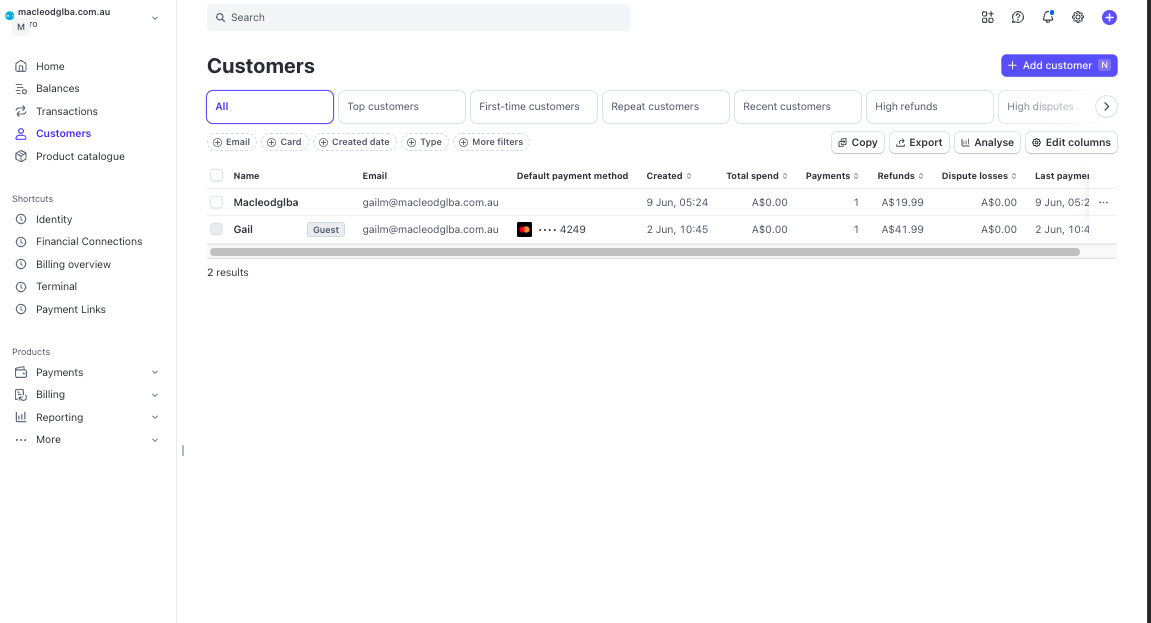 macleodglba.com.au
M
ro
Search
Home
Balances
Transactions
Customers
Product catalogue
Shortcuts
Identity
Financial Connections
Billing overview
Terminal
Payment Links
Products
Payments
Billing
Reporting
More
Customers
Add customer N
All
Top customers
First-time customers
Repeat customers
Recent customers
High refunds
High disputes
Email Card Created date Type More filters
Copy Export Analyse Edit columns
Name Email Default payment method Created Total spend Payments Refunds Dispute losses Last paymen
Macleodglba gailm@macleodglba.com.au 9 Jun, 05:24 A$0.00 1 A$19.99 A$0.00 9 Jun, 05:2
Gail Guest gailm@macleodglba.com.au •••• 4249 2 Jun, 10:45 A$0.00 1 A$41.99 A$0.00 2 Jun, 10:4
2 results